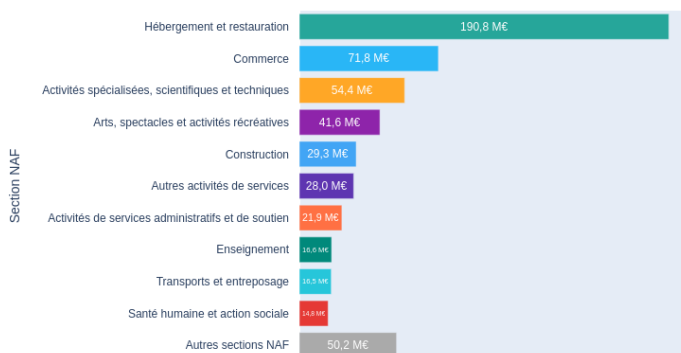 Hébergement et restauration 190,8 M€
Commerce 71,8 M€
Activités spécialisées, scientifiques et techniques 54,4 M€
Arts, spectacles et activités récréatives 41,6 M€
Construction 29,3 M€
Autres activités de services 28,0 M€
Activités de services administratifs et de soutien 21,9 M€
Enseignement 16,6 M€
Transports et entreposage 16,5 M€
Santé humaine et action sociale 14,8 M€
Autres sections NAF 50,2 M€
Section NAF